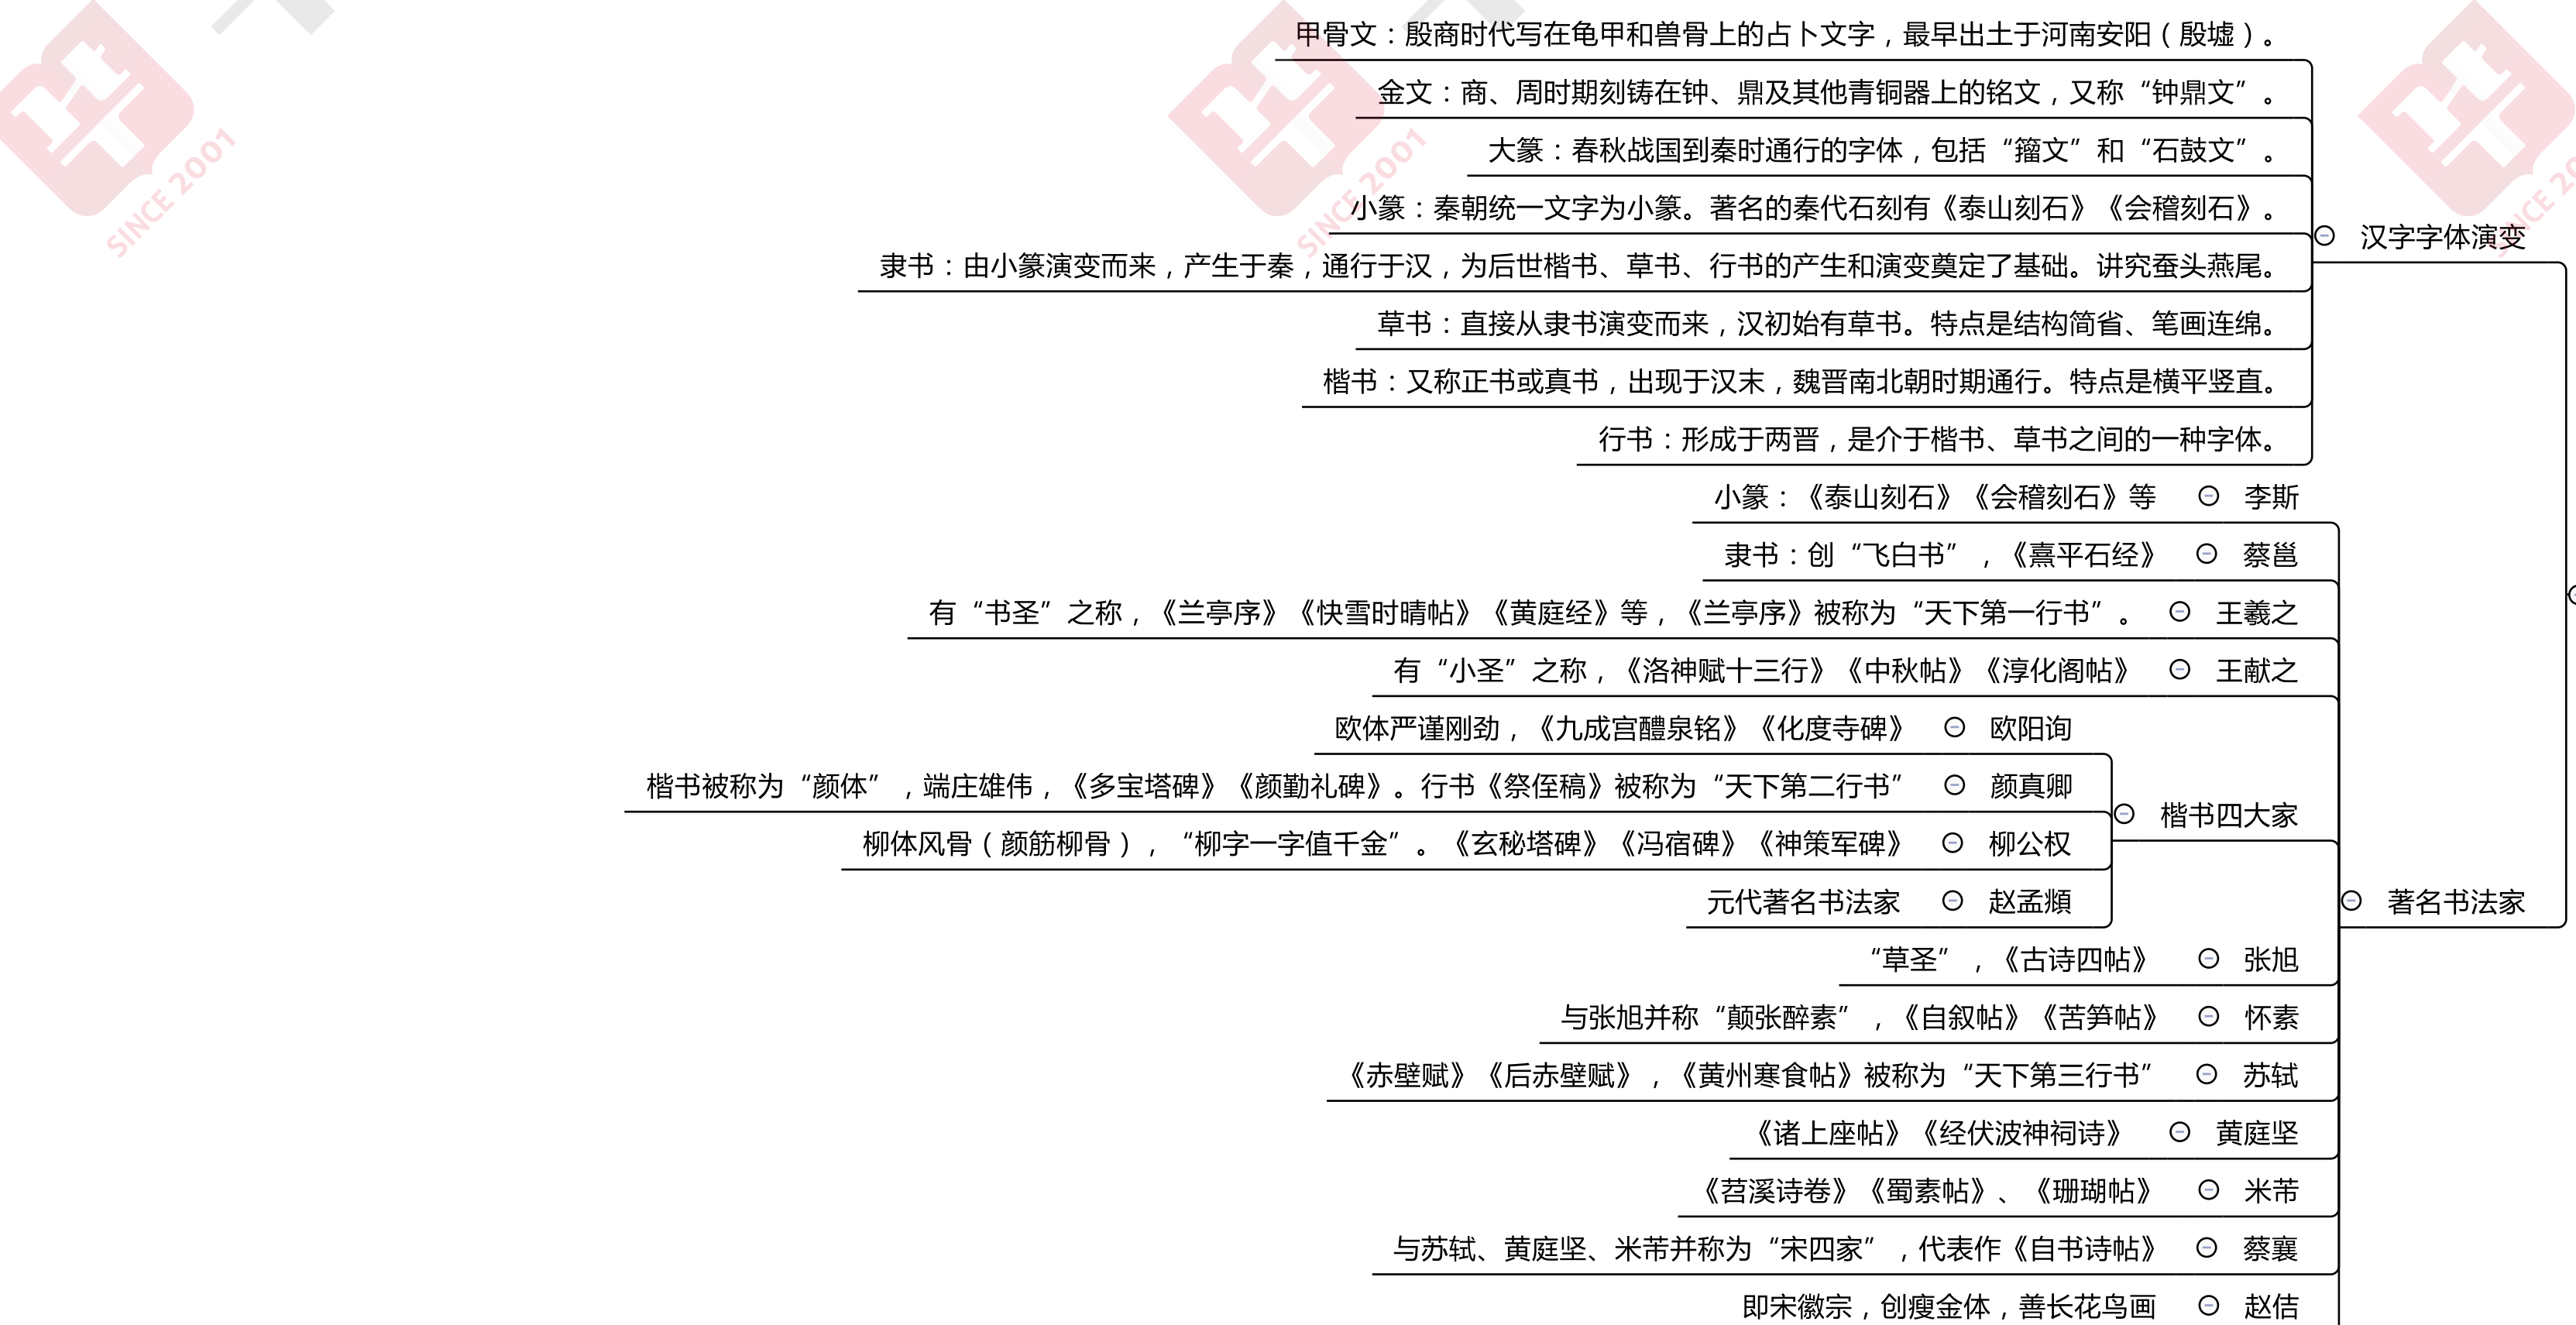 甲骨文：殷商时代写在龟甲和兽骨上的占卜文字，最早出土于河南安阳（殷墟）。
金文：商、周时期刻铸在钟、鼎及其他青铜器上的铭文，又称“钟鼎文”。
大篆：春秋战国到秦时通行的字体，包括“籀文”和“石鼓文”。
小篆：秦朝统一文字为小篆。著名的秦代石刻有《泰山刻石》《会稽刻石》。
汉字字体演变
隶书：由小篆演变而来，产生于秦，通行于汉，为后世楷书、草书、行书的产生和演变奠定了基础。讲究蚕头燕尾。
草书：直接从隶书演变而来，汉初始有草书。特点是结构简省、笔画连绵。
楷书：又称正书或真书，出现于汉末，魏晋南北朝时期通行。特点是横平竖直。
行书：形成于两晋，是介于楷书、草书之间的一种字体。
小篆：《泰山刻石》《会稽刻石》等 李斯
隶书：创“飞白书”，《熹平石经》 蔡邕
有“书圣”之称，《兰亭序》《快雪时晴帖》《黄庭经》等，《兰亭序》被称为“天下第一行书”。 王羲之
有“小圣”之称，《洛神赋十三行》《中秋帖》《淳化阁帖》 王献之
欧体严谨刚劲，《九成宫醴泉铭》《化度寺碑》 欧阳询
楷书被称为“颜体”，端庄雄伟，《多宝塔碑》《颜勤礼碑》。行书《祭侄稿》被称为“天下第二行书” 颜真卿
楷书四大家
柳体风骨（颜筋柳骨），“柳字一字值千金”。《玄秘塔碑》《冯宿碑》《神策军碑》 柳公权
元代著名书法家 赵孟頫
著名书法家
“草圣”，《古诗四帖》 张旭
与张旭并称“颠张醉素”，《自叙帖》《苦笋帖》 怀素
《赤壁赋》《后赤壁赋》，《黄州寒食帖》被称为“天下第三行书” 苏轼
《诸上座帖》《经伏波神祠诗》 黄庭坚
《苕溪诗卷》《蜀素帖》、《珊瑚帖》 米芾
与苏轼、黄庭坚、米芾并称为“宋四家”，代表作《自书诗帖》 蔡襄
即宋徽宗，创瘦金体，善长花鸟画 赵佶
SINCE 2001
SINCE 2001
SINCE 20